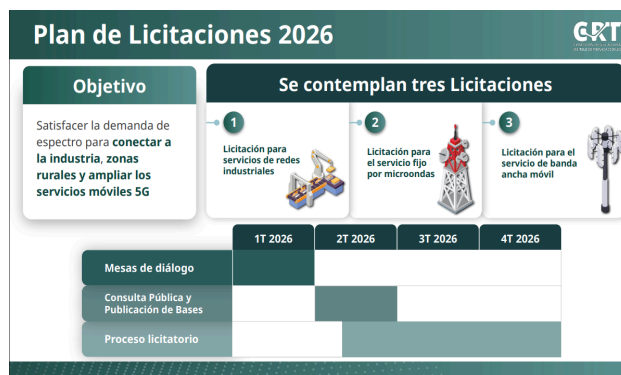 Plan de Licitaciones 2026
CRT
Objetivo
Satisfacer la demanda de
espectro para conectar a
la industria, zonas
rurales y ampliar los
servicios móviles 5G
Se contemplan tres Licitaciones
1
Licitación para
servicios de redes
industriales
2
Licitación para
el servicio fijo
por microondas
3
Licitación para el
servicio de banda
ancha móvil
1T 2026 2T 2026 3T 2026 4T 2026
Mesas de diálogo
Consulta Pública y
Publicación de Bases
Proceso licitatorio